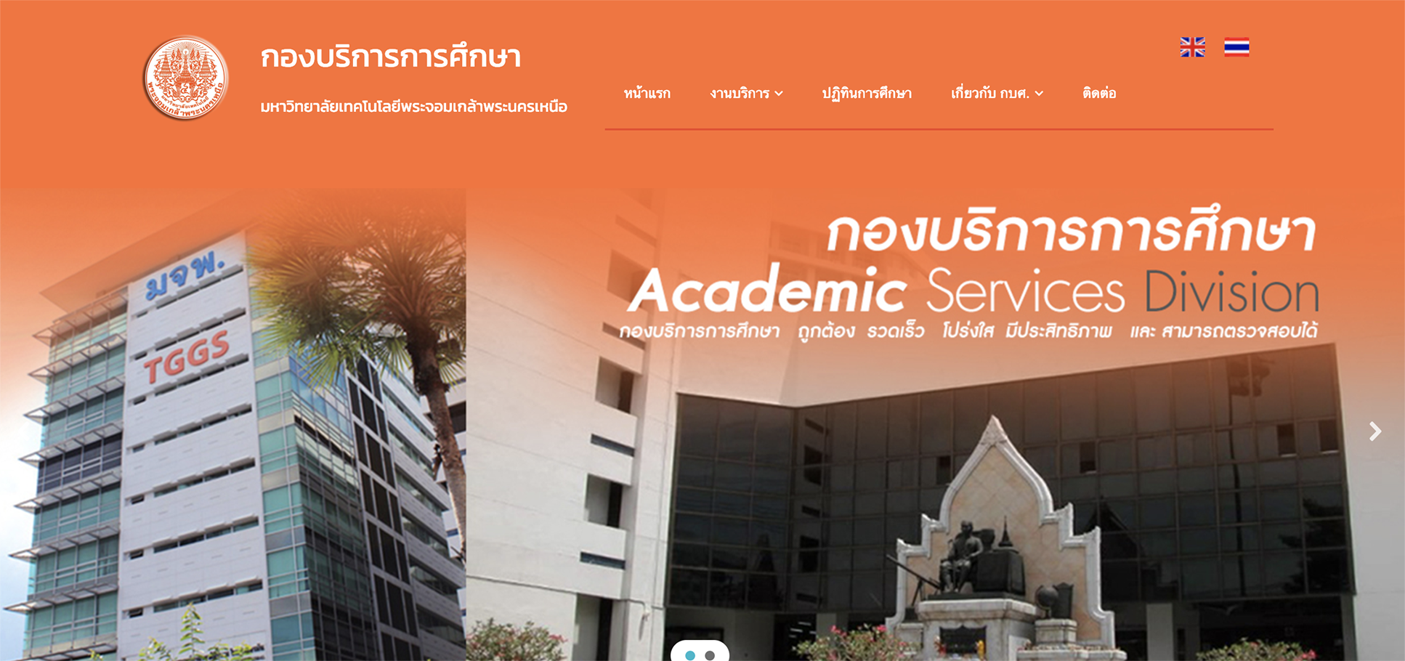 กองบริการการศึกษา
มหาวิทยาลัยเทคโนโลยีพระจอมเกล้าพระนครเหนือ
หน้าแรก งานบริการ ปฏิทินการศึกษา เกี่ยวกับ กบศ. ติดต่อ
กองบริการการศึกษา
Academic Services Division
กองบริการการศึกษา ถูกต้อง รวดเร็ว โปร่งใส มีประสิทธิภาพ และ สามารถตรวจสอบได้
มจพ.
TGGS